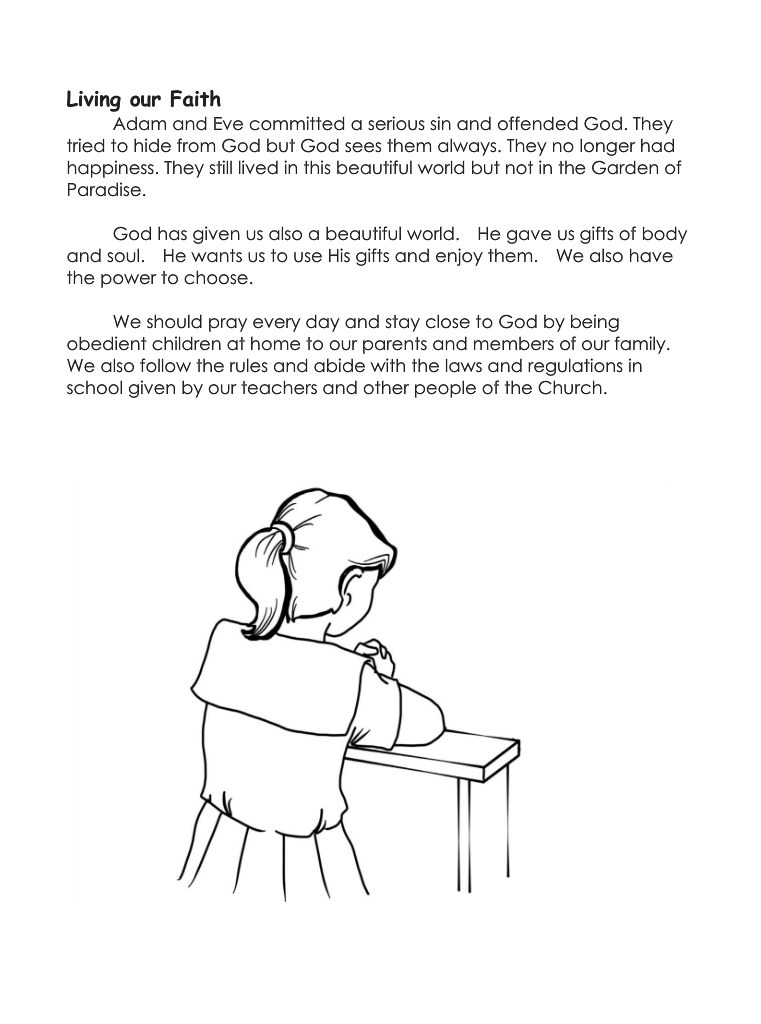 Living our Faith
Adam and Eve committed a serious sin and offended God. They
tried to hide from God but God sees them always. They no longer had
happiness. They still lived in this beautiful world but not in the Garden of
Paradise.
God has given us also a beautiful world. He gave us gifts of body
and soul. He wants us to use His gifts and enjoy them. We also have
the power to choose.
We should pray every day and stay close to God by being
obedient children at home to our parents and members of our family.
We also follow the rules and abide with the laws and regulations in
school given by our teachers and other people of the Church.